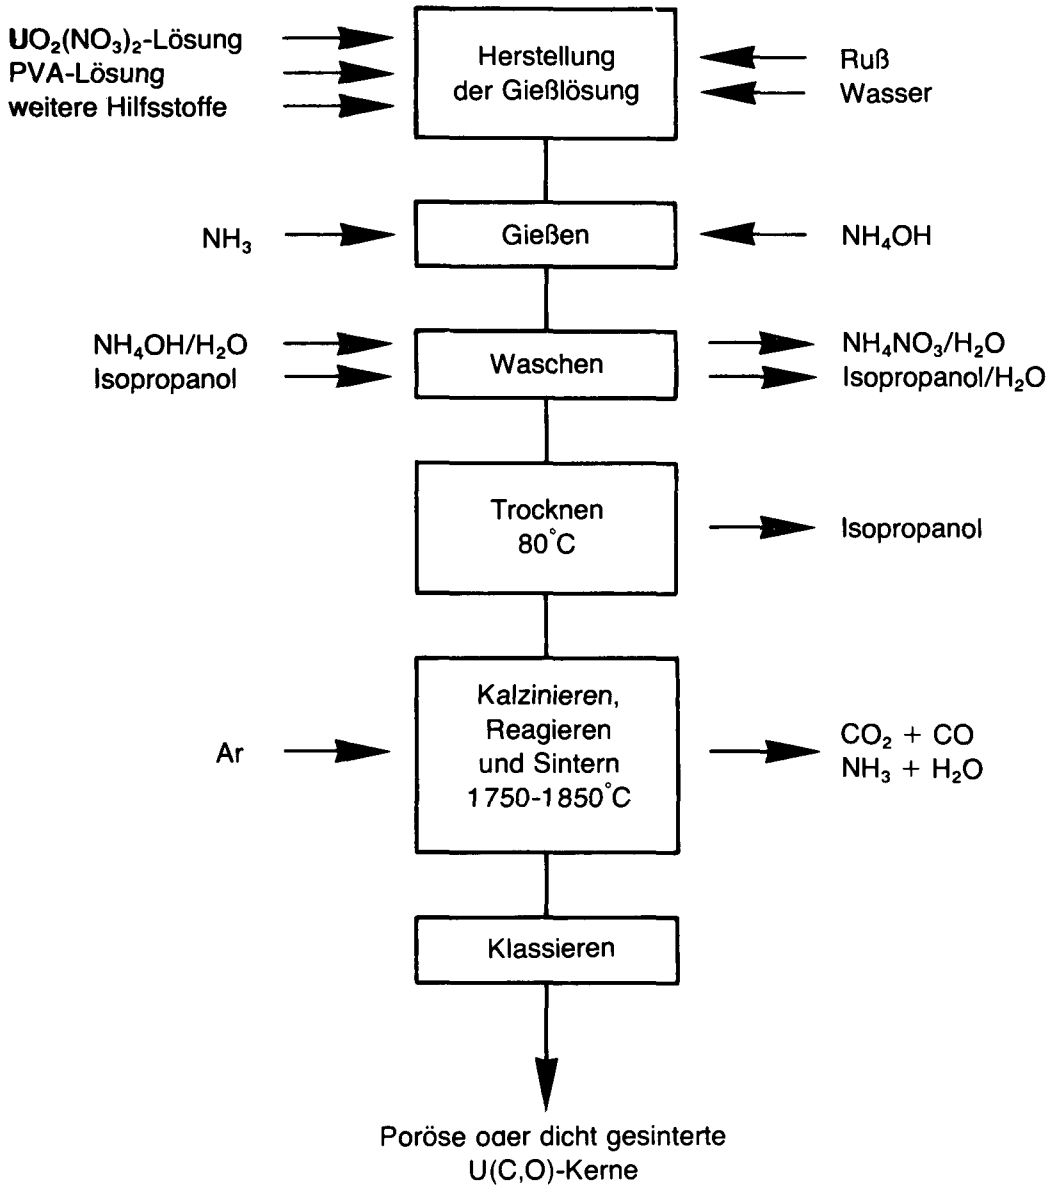 UO₂(NO₃)₂-Lösung
PVA-Lösung
weitere Hilfsstoffe
Herstellung
der Gießlösung
Ruß
Wasser
NH₃
Gießen
NH₄OH
NH₄OH/H₂O
Isopropanol
Waschen
NH₄NO₃/H₂O
Isopropanol/H₂O
Trocknen
80°C
Isopropanol
Ar
Kalzinieren,
Reagieren
und Sintern
1750-1850°C
CO₂ + CO
NH₃ + H₂O
Klassieren
Poröse oder dicht gesinterte
U(C,O)-Kerne